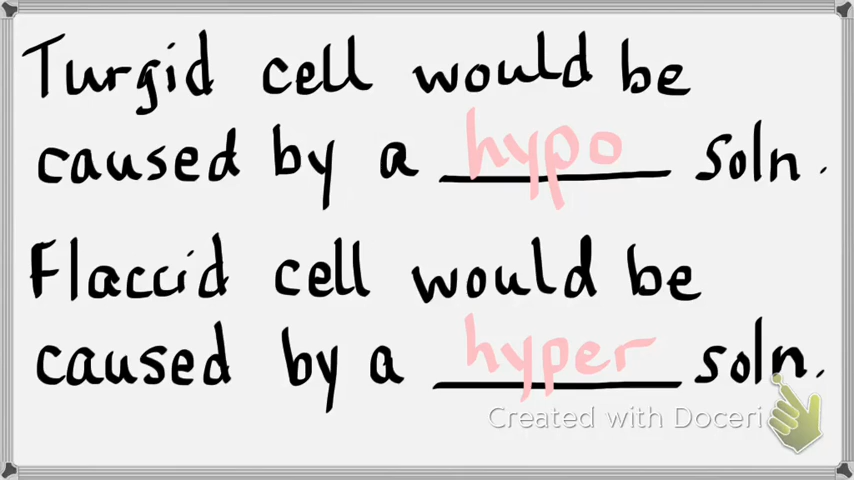 Turgid cell would be
caused by a hypo soln.
Flaccid cell would be
caused by a hyper soln.
Created with Doceri